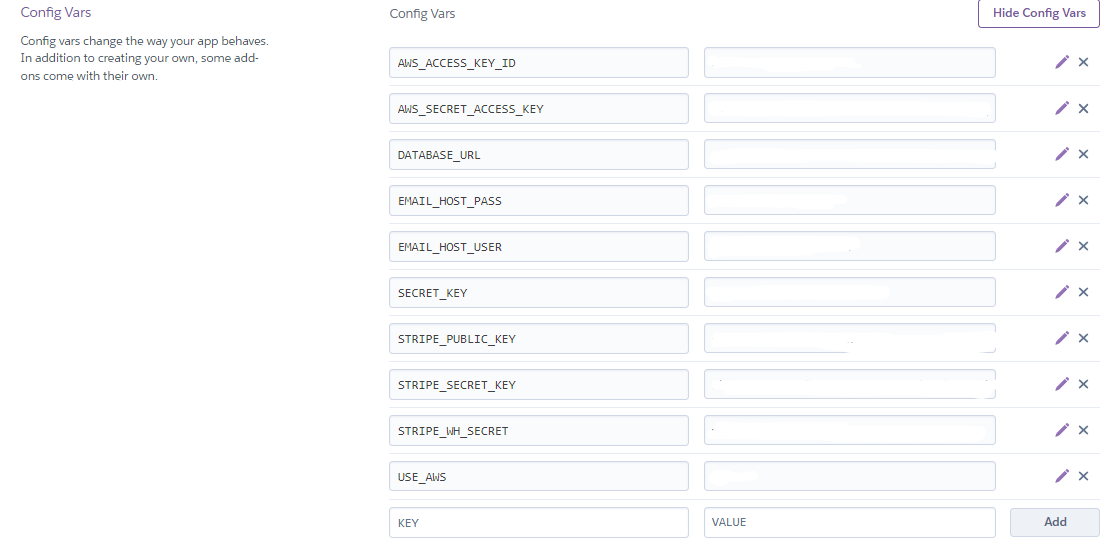 Config Vars
Config vars change the way your app behaves.
In addition to creating your own, some add-
ons come with their own.
Config Vars
Hide Config Vars
AWS_ACCESS_KEY_ID
AWS_SECRET_ACCESS_KEY
DATABASE_URL
EMAIL_HOST_PASS
EMAIL_HOST_USER
SECRET_KEY
STRIPE_PUBLIC_KEY
STRIPE_SECRET_KEY
STRIPE_WH_SECRET
USE_AWS
KEY VALUE Add